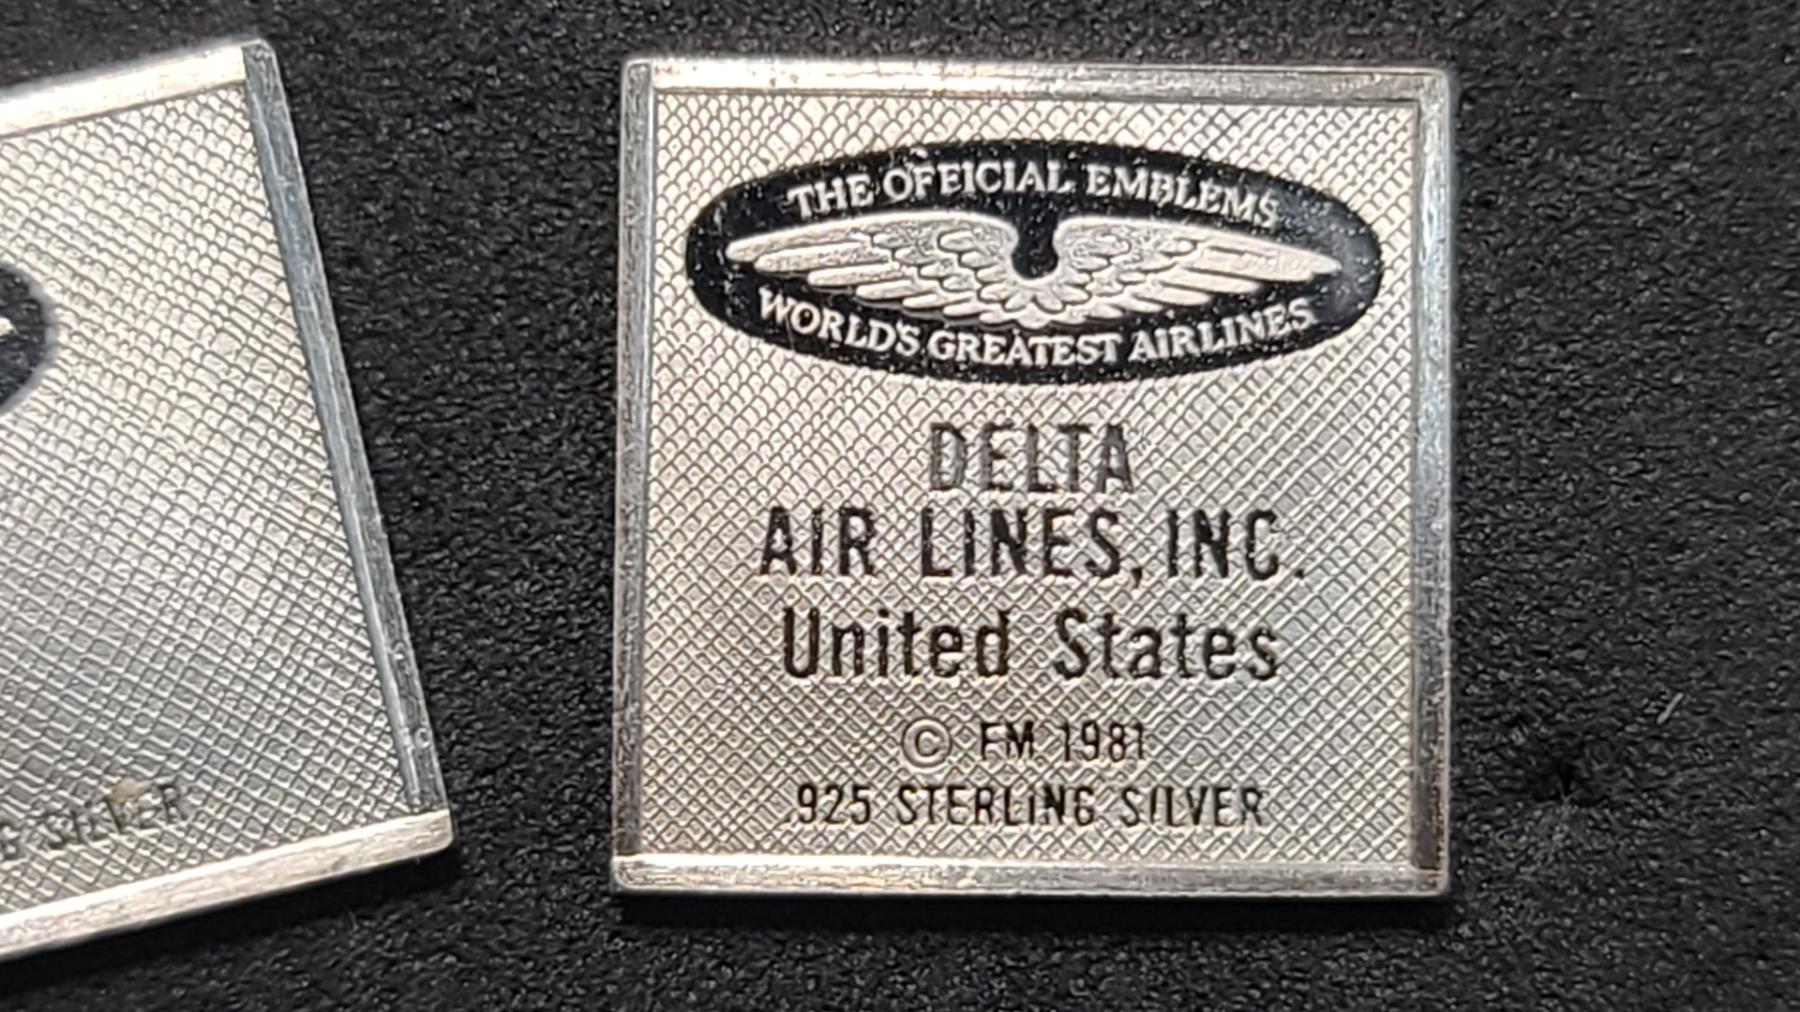 THE OFFICIAL EMBLEMS
WORLD'S GREATEST AIRLINES
DELTA
AIR LINES, INC.
United States
© FM 1981
.925 STERLING SILVER
SILVER